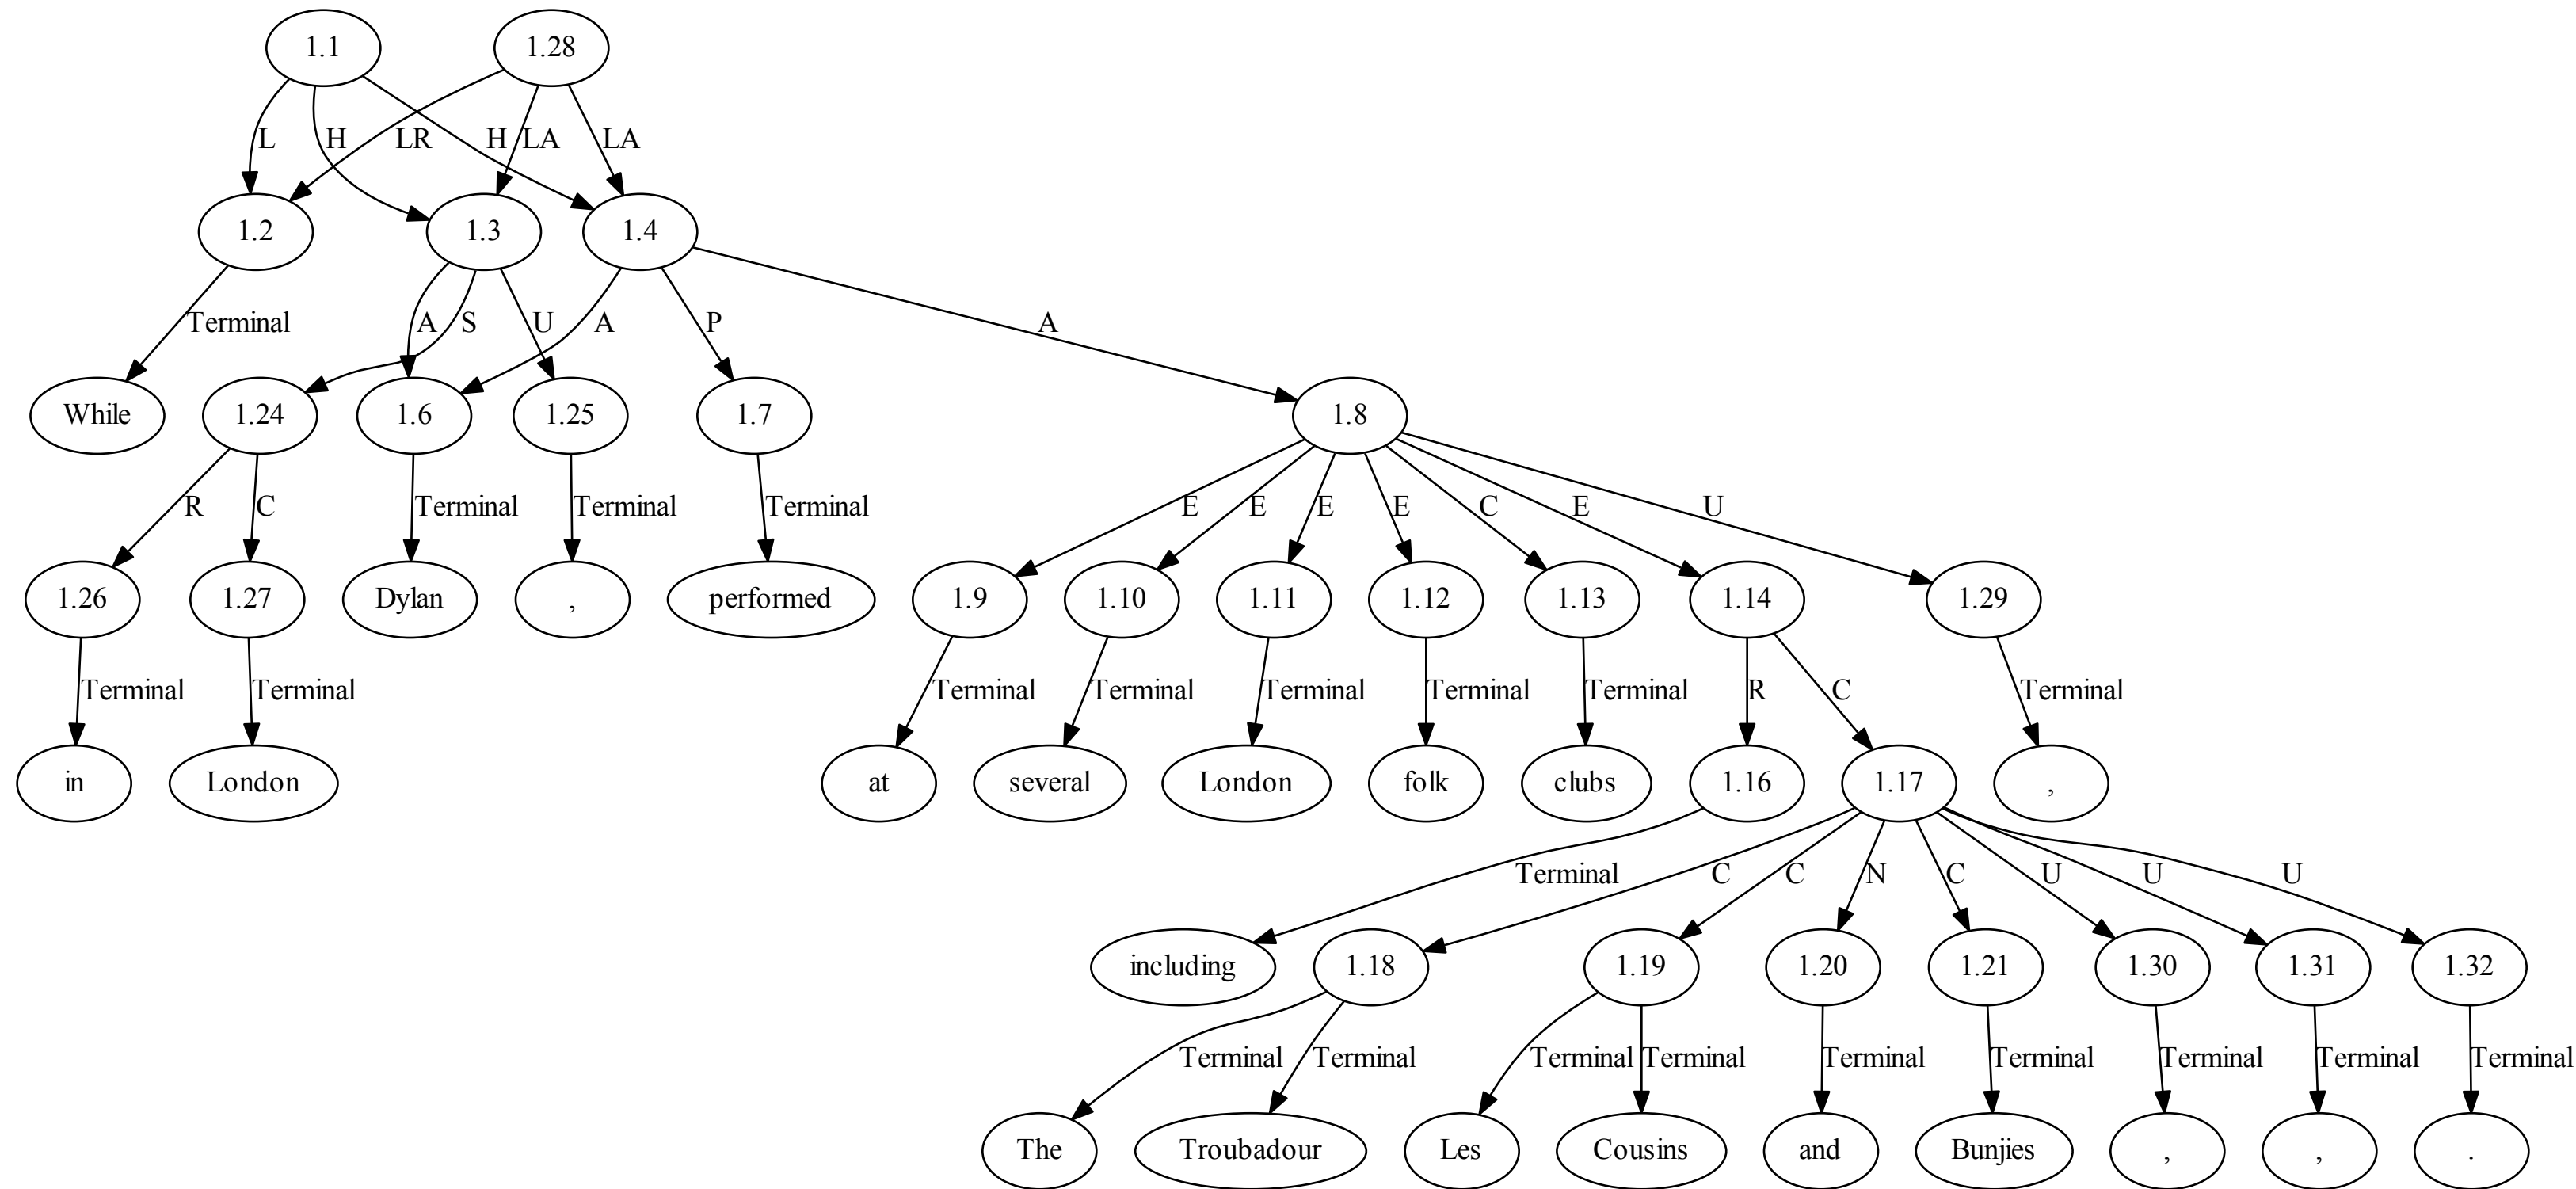 1.1 1.28
L H LR H LA LA
1.2 1.3 1.4
Terminal A S U A P A
While 1.24 1.6 1.25 1.7 1.8
R C Terminal Terminal Terminal E E E E C E U
1.26 1.27 Dylan , performed 1.9 1.10 1.11 1.12 1.13 1.14 1.29
Terminal Terminal Terminal Terminal Terminal Terminal Terminal R C Terminal
in London at several London folk clubs 1.16 1.17 ,
Terminal C C N C U U U
including 1.18 1.19 1.20 1.21 1.30 1.31 1.32
Terminal Terminal Terminal Terminal Terminal Terminal Terminal Terminal Terminal
The Troubadour Les Cousins and Bunjies , , .